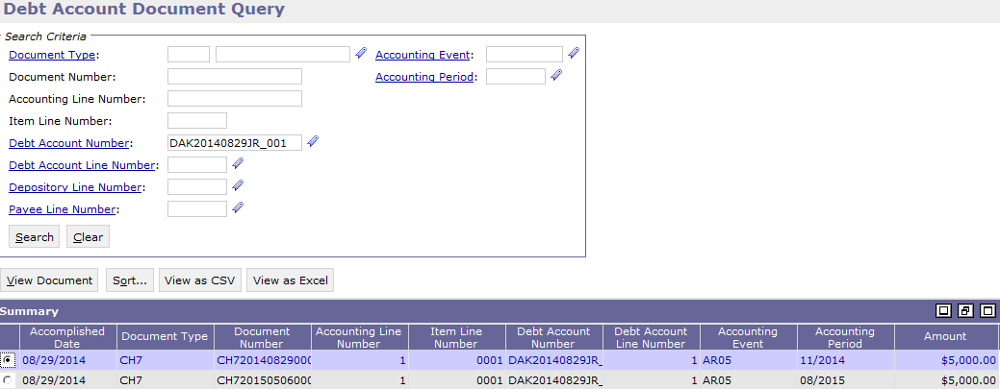 Debt Account Document Query
Search Criteria
Document Type: Accounting Event:
Document Number: Accounting Period:
Accounting Line Number:
Item Line Number:
Debt Account Number: DAK20140829JR_001
Debt Account Line Number:
Depository Line Number:
Payee Line Number:
Search Clear
View Document Sort... View as CSV View as Excel
Summary
Accomplished Date Document Type Document Number Accounting Line Number Item Line Number Debt Account Number Debt Account Line Number Accounting Event Accounting Period Amount
08/29/2014 CH7 CH720140829000 1 0001 DAK20140829JR_ 1 AR05 11/2014 $5,000.00
08/29/2014 CH7 CH720150506000 1 0001 DAK20140829JR_ 1 AR05 08/2015 $5,000.00